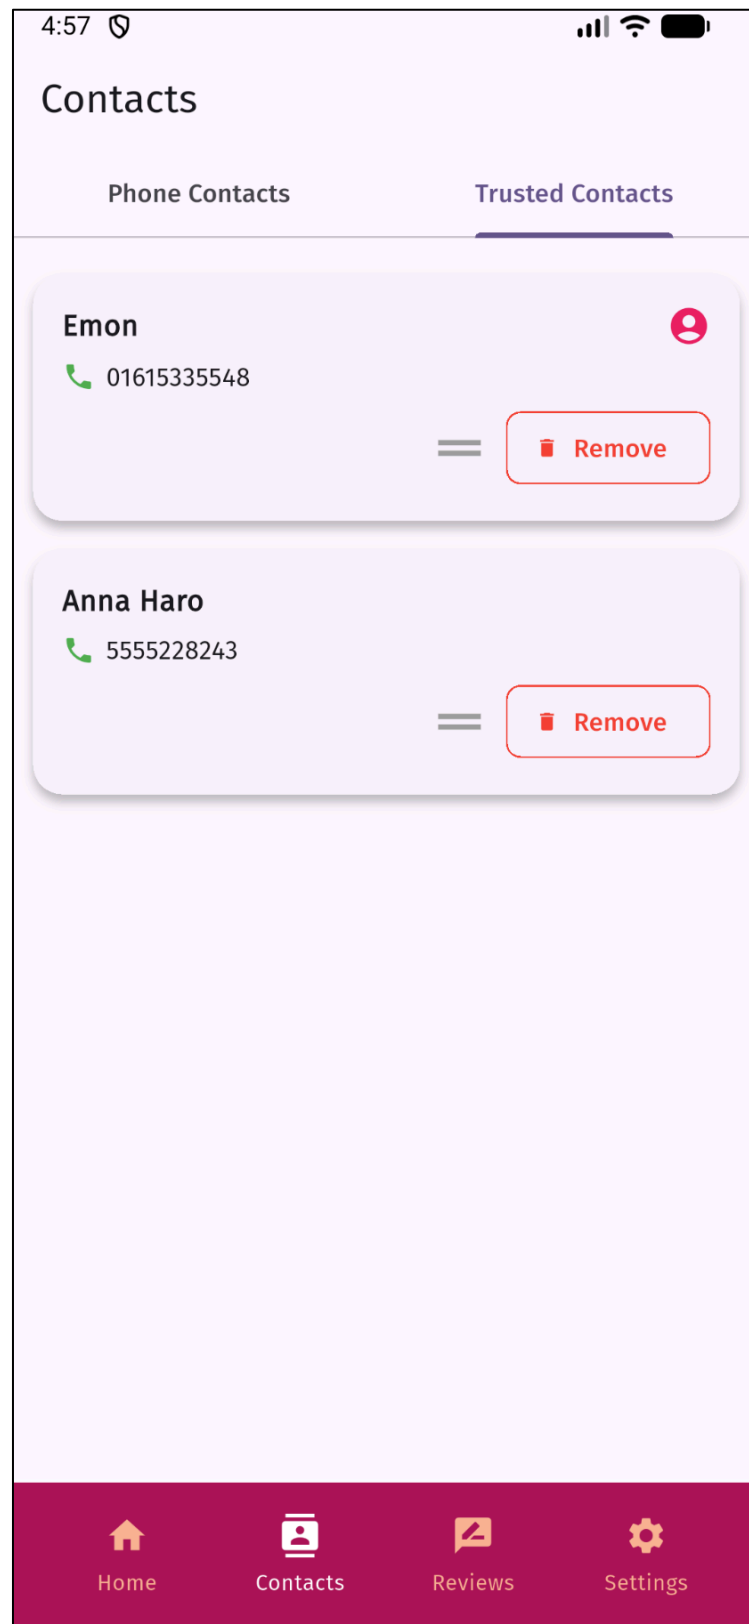 4:57
Contacts
Phone Contacts Trusted Contacts
Emon
01615335548
Remove
Anna Haro
5555228243
Remove
Home Contacts Reviews Settings